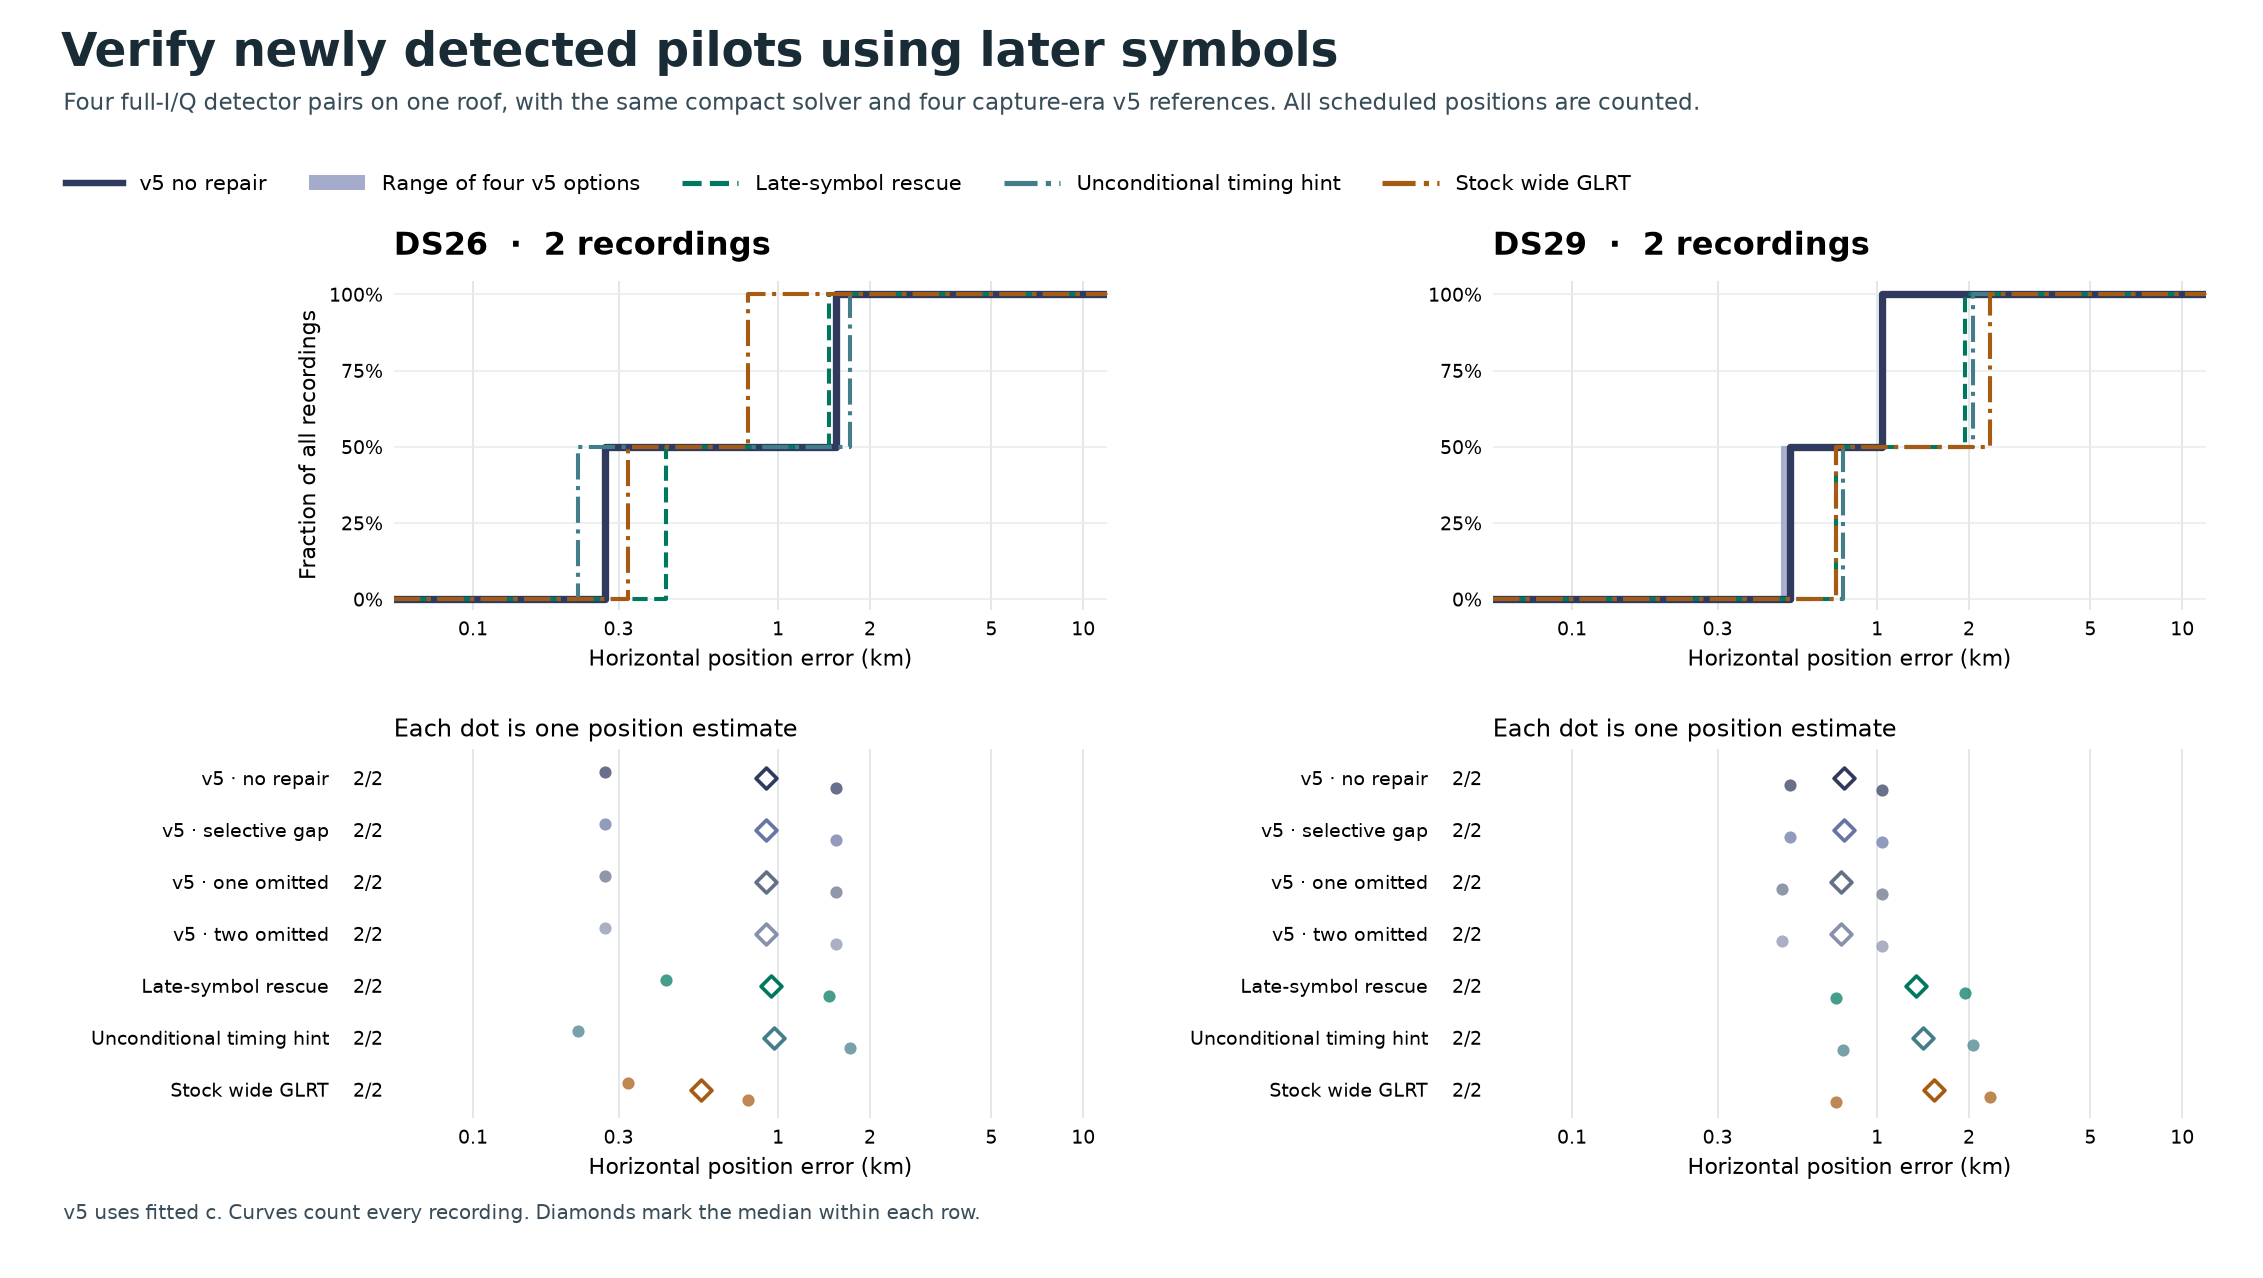 Verify newly detected pilots using later symbols
Four full-I/Q detector pairs on one roof, with the same compact solver and four capture-era v5 references. All scheduled positions are counted.
v5 no repair
Range of four v5 options
Late-symbol rescue
Unconditional timing hint
Stock wide GLRT
DS26 · 2 recordings
Fraction of all recordings
100%
75%
50%
25%
0%
0.1 0.3 1 2 5 10
Horizontal position error (km)
DS29 · 2 recordings
100%
75%
50%
25%
0%
0.1 0.3 1 2 5 10
Horizontal position error (km)
Each dot is one position estimate
v5 · no repair 2/2
v5 · selective gap 2/2
v5 · one omitted 2/2
v5 · two omitted 2/2
Late-symbol rescue 2/2
Unconditional timing hint 2/2
Stock wide GLRT 2/2
0.1 0.3 1 2 5 10
Horizontal position error (km)
Each dot is one position estimate
v5 · no repair 2/2
v5 · selective gap 2/2
v5 · one omitted 2/2
v5 · two omitted 2/2
Late-symbol rescue 2/2
Unconditional timing hint 2/2
Stock wide GLRT 2/2
0.1 0.3 1 2 5 10
Horizontal position error (km)
v5 uses fitted c. Curves count every recording. Diamonds mark the median within each row.